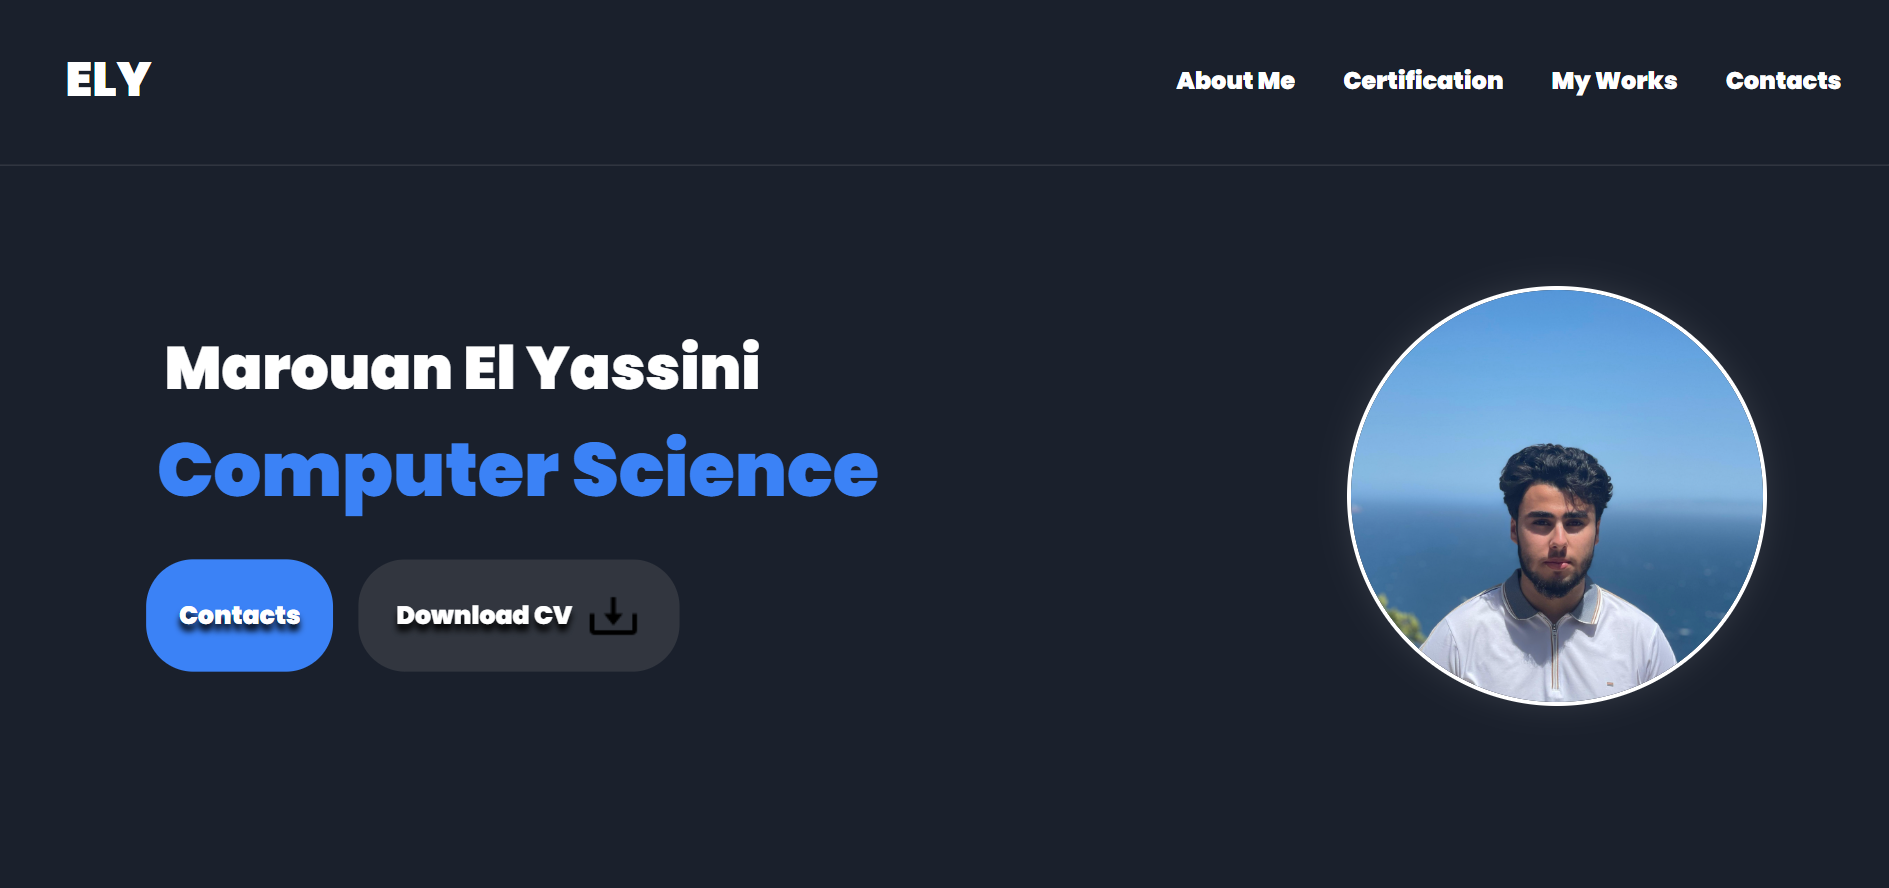 ELY
About Me Certification My Works Contacts
Marouan El Yassini
Computer Science
Contacts Download CV